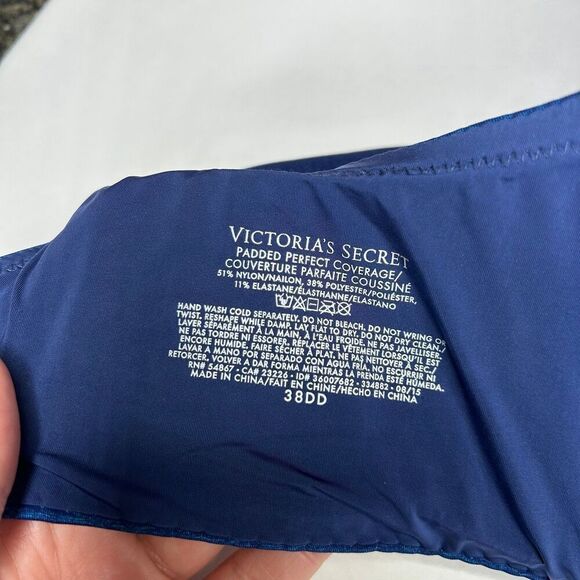 VICTORIA'S SECRET
PADDED PERFECT COVERAGE/
COUVERTURE PARFAITE COUSSINÉ
51% NYLON/NAILON, 38% POLYESTER/POLIÉSTER,
11% ELASTANE/ÉLASTHANNE/ELASTANO
HAND WASH COLD SEPARATELY. DO NOT BLEACH. DO NOT WRING OR
TWIST. RESHAPE WHILE DAMP. LAY FLAT TO DRY. DO NOT DRY CLEAN./
LAVER SÉPARÉMENT À LA MAIN, À L'EAU FROIDE. NE PAS JAVELLISER.
NE PAS TORDRE NI ESSORER. REPLACER LE VÊTEMENT LORSQU'IL EST
ENCORE HUMIDE. FAIRE SÉCHER À PLAT. NE PAS NETTOYER À SEC./
LAVAR A MANO POR SEPARADO CON AGUA FRÍA. NO ESCURRIR NI
RETORCER. VOLVER A DAR FORMA MIENTRAS LA PRENDA ESTÉ HÚMEDA.
RN# 54867 • CA# 23226 • ID# 36007682 • 334882 • 08/15
MADE IN CHINA/FAIT EN CHINE/HECHO EN CHINA
38DD